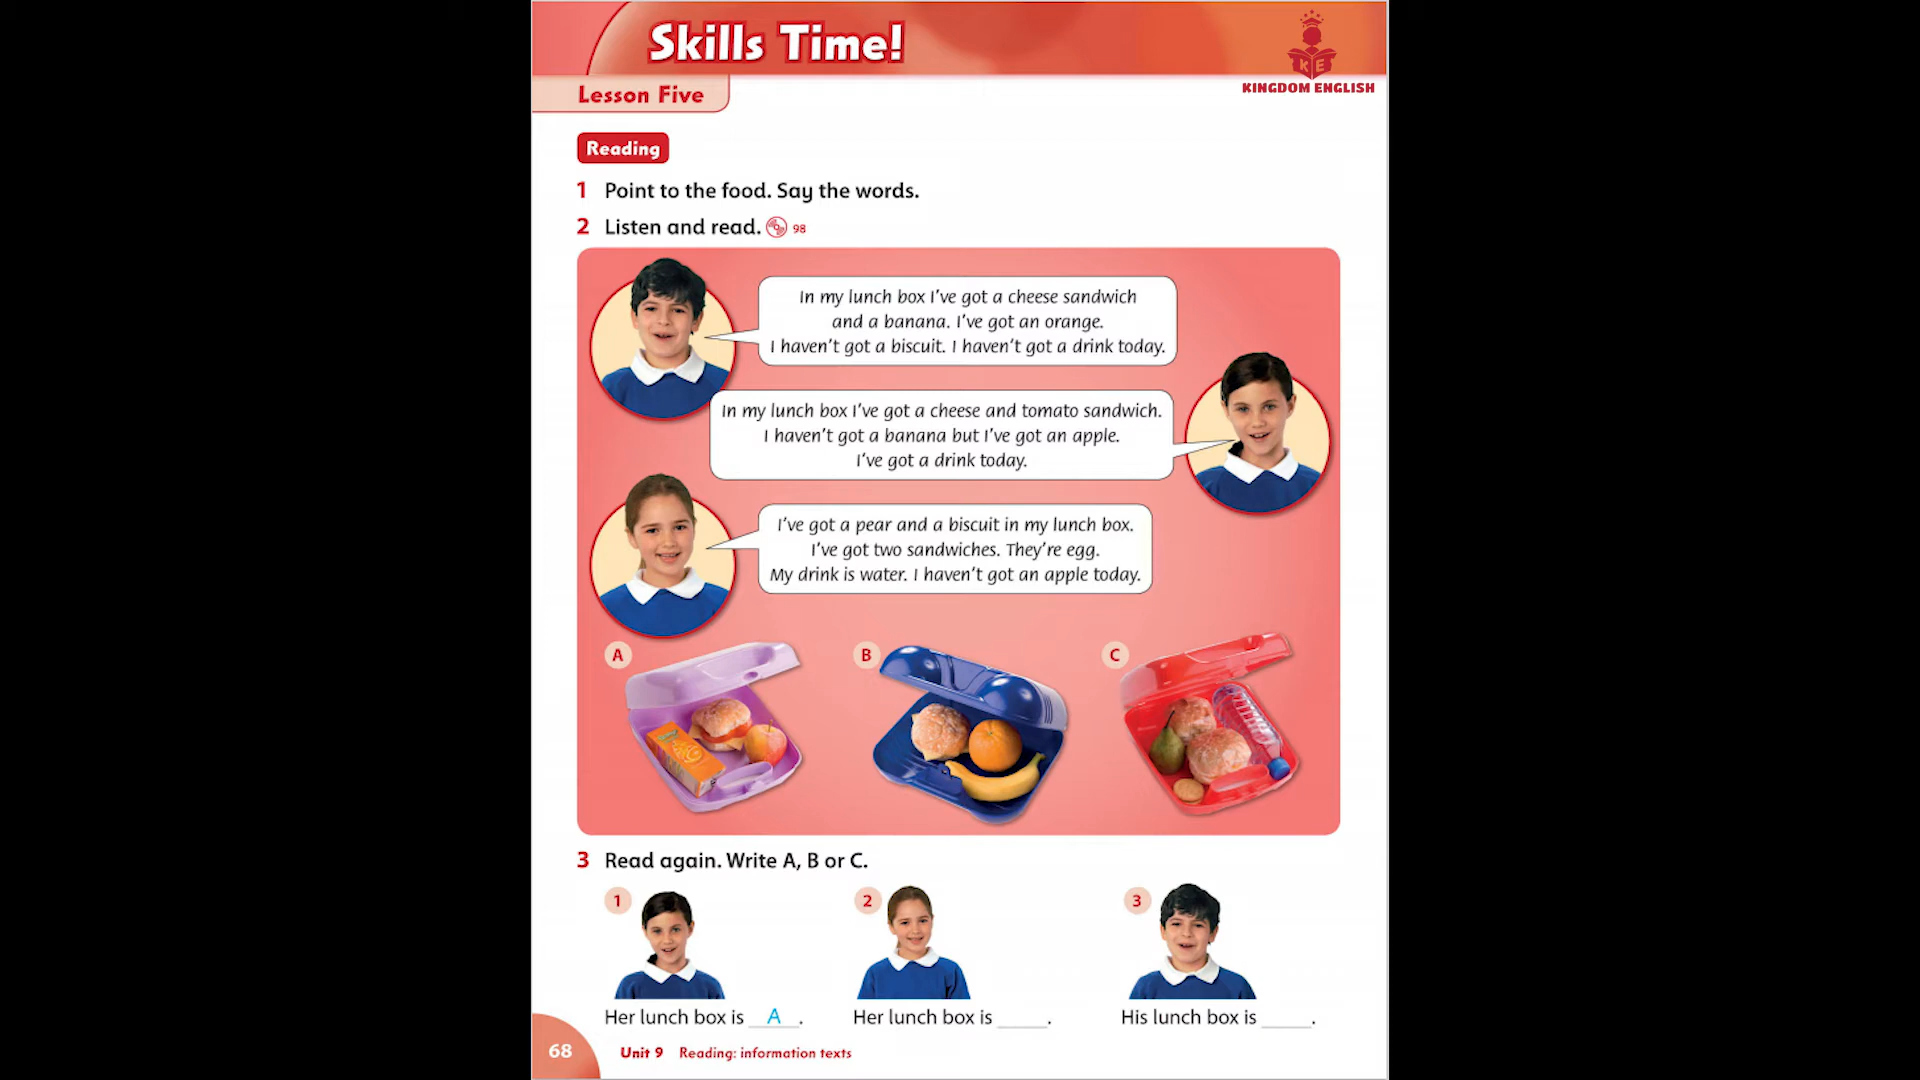 Skills Time!
KE
KINGDOM ENGLISH
Lesson Five
Reading
1 Point to the food. Say the words.
2 Listen and read. 98
In my lunch box I've got a cheese sandwich
and a banana. I've got an orange.
I haven't got a biscuit. I haven't got a drink today.
In my lunch box I've got a cheese and tomato sandwich.
I haven't got a banana but I've got an apple.
I've got a drink today.
I've got a pear and a biscuit in my lunch box.
I've got two sandwiches. They're egg.
My drink is water. I haven't got an apple today.
A
B
C
3 Read again. Write A, B or C.
1
2
3
Her lunch box is A.
Her lunch box is ____.
His lunch box is ____.
68
Unit 9 Reading: information texts